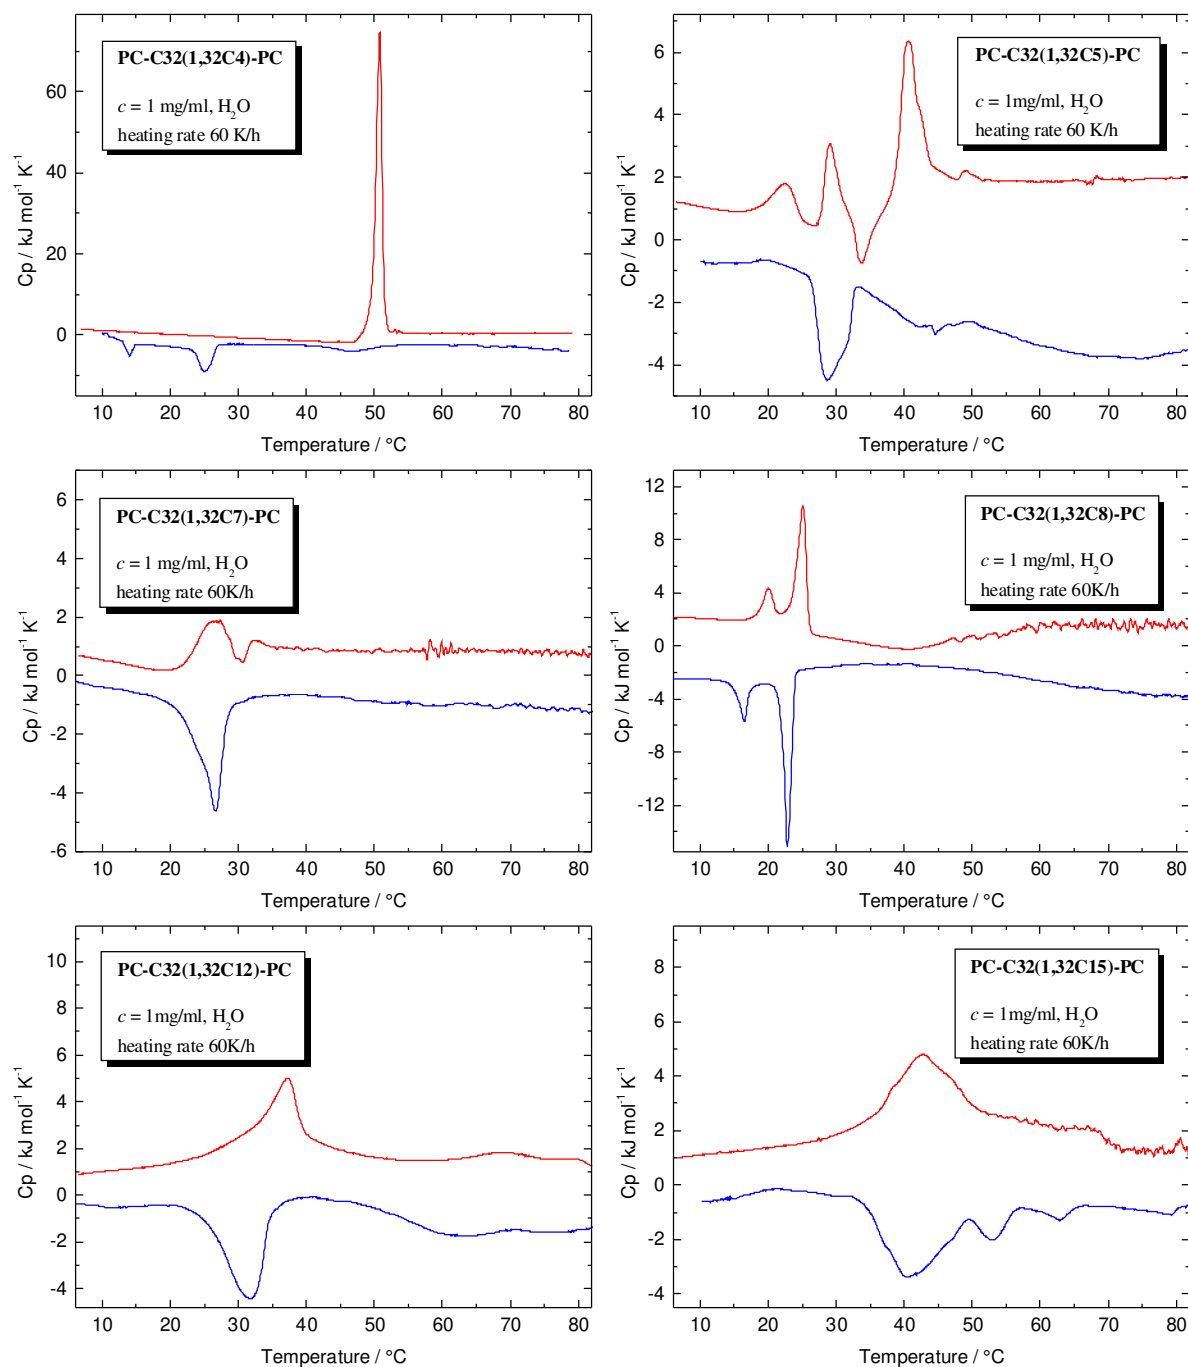 PC-C32(1,32C4)-PC
c = 1 mg/ml, H2O
heating rate 60 K/h
Cp / kJ mol-1 K-1
60
40
20
0
10 20 30 40 50 60 70 80
Temperature / °C
PC-C32(1,32C5)-PC
c = 1mg/ml, H2O
heating rate 60 K/h
Cp / kJ mol-1 K-1
6
4
2
0
-2
-4
10 20 30 40 50 60 70 80
Temperature / °C
PC-C32(1,32C7)-PC
c = 1 mg/ml, H2O
heating rate 60K/h
Cp / kJ mol-1 K-1
6
4
2
0
-2
-4
-6
10 20 30 40 50 60 70 80
Temperature / °C
PC-C32(1,32C8)-PC
c = 1 mg/ml, H2O
heating rate 60K/h
Cp / kJ mol-1 K-1
12
8
4
0
-4
-8
-12
10 20 30 40 50 60 70 80
Temperature / °C
PC-C32(1,32C12)-PC
c = 1mg/ml, H2O
heating rate 60K/h
Cp / kJ mol-1 K-1
10
8
6
4
2
0
-2
-4
10 20 30 40 50 60 70 80
Temperature / °C
PC-C32(1,32C15)-PC
c = 1mg/ml, H2O
heating rate 60K/h
Cp / kJ mol-1 K-1
8
6
4
2
0
-2
-4
10 20 30 40 50 60 70 80
Temperature / °C